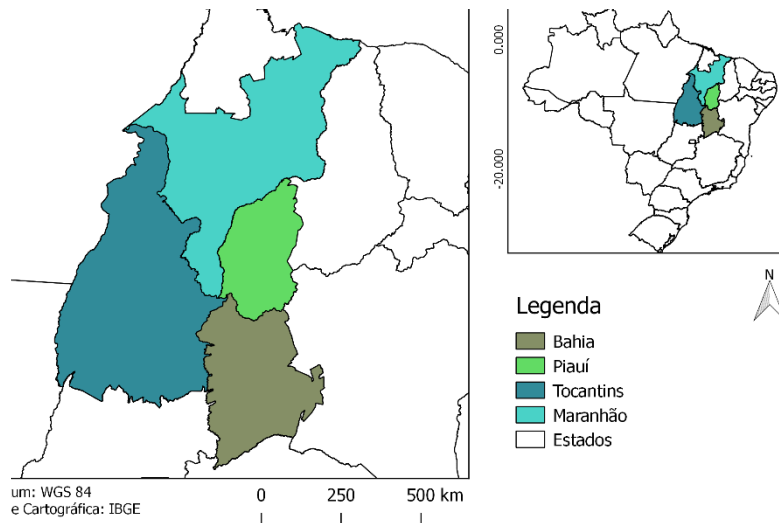 0.000
-20.000
N
Legenda
Bahia
Piauí
Tocantins
Maranhão
Estados
um: WGS 84
e Cartográfica: IBGE
0 250 500 km